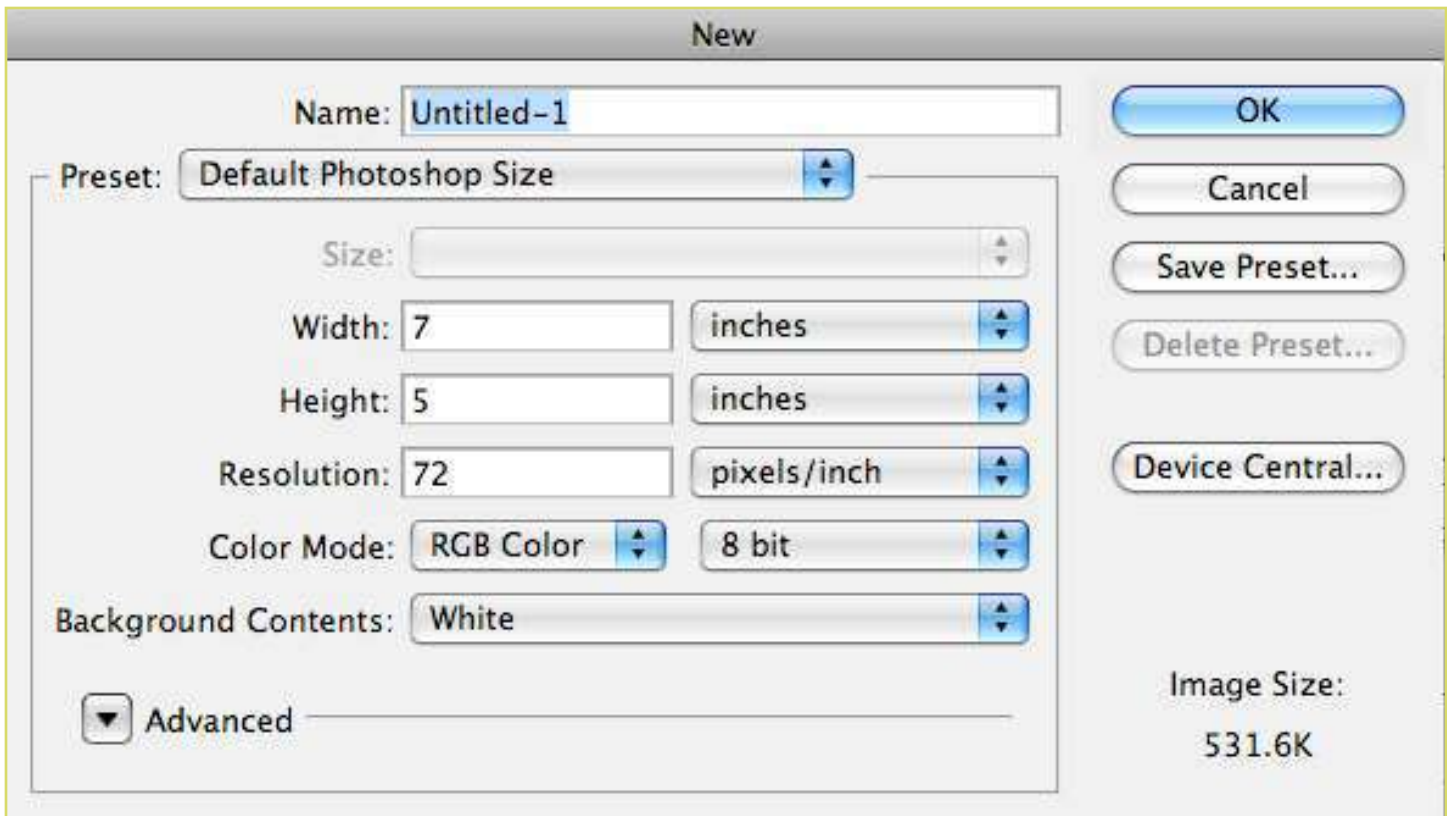 New
Name: Untitled-1
OK
Preset: Default Photoshop Size
Cancel
Size:
Save Preset...
Width: 7 inches
Delete Preset...
Height: 5 inches
Resolution: 72 pixels/inch
Device Central...
Color Mode: RGB Color 8 bit
Background Contents: White
Image Size:
Advanced
531.6K